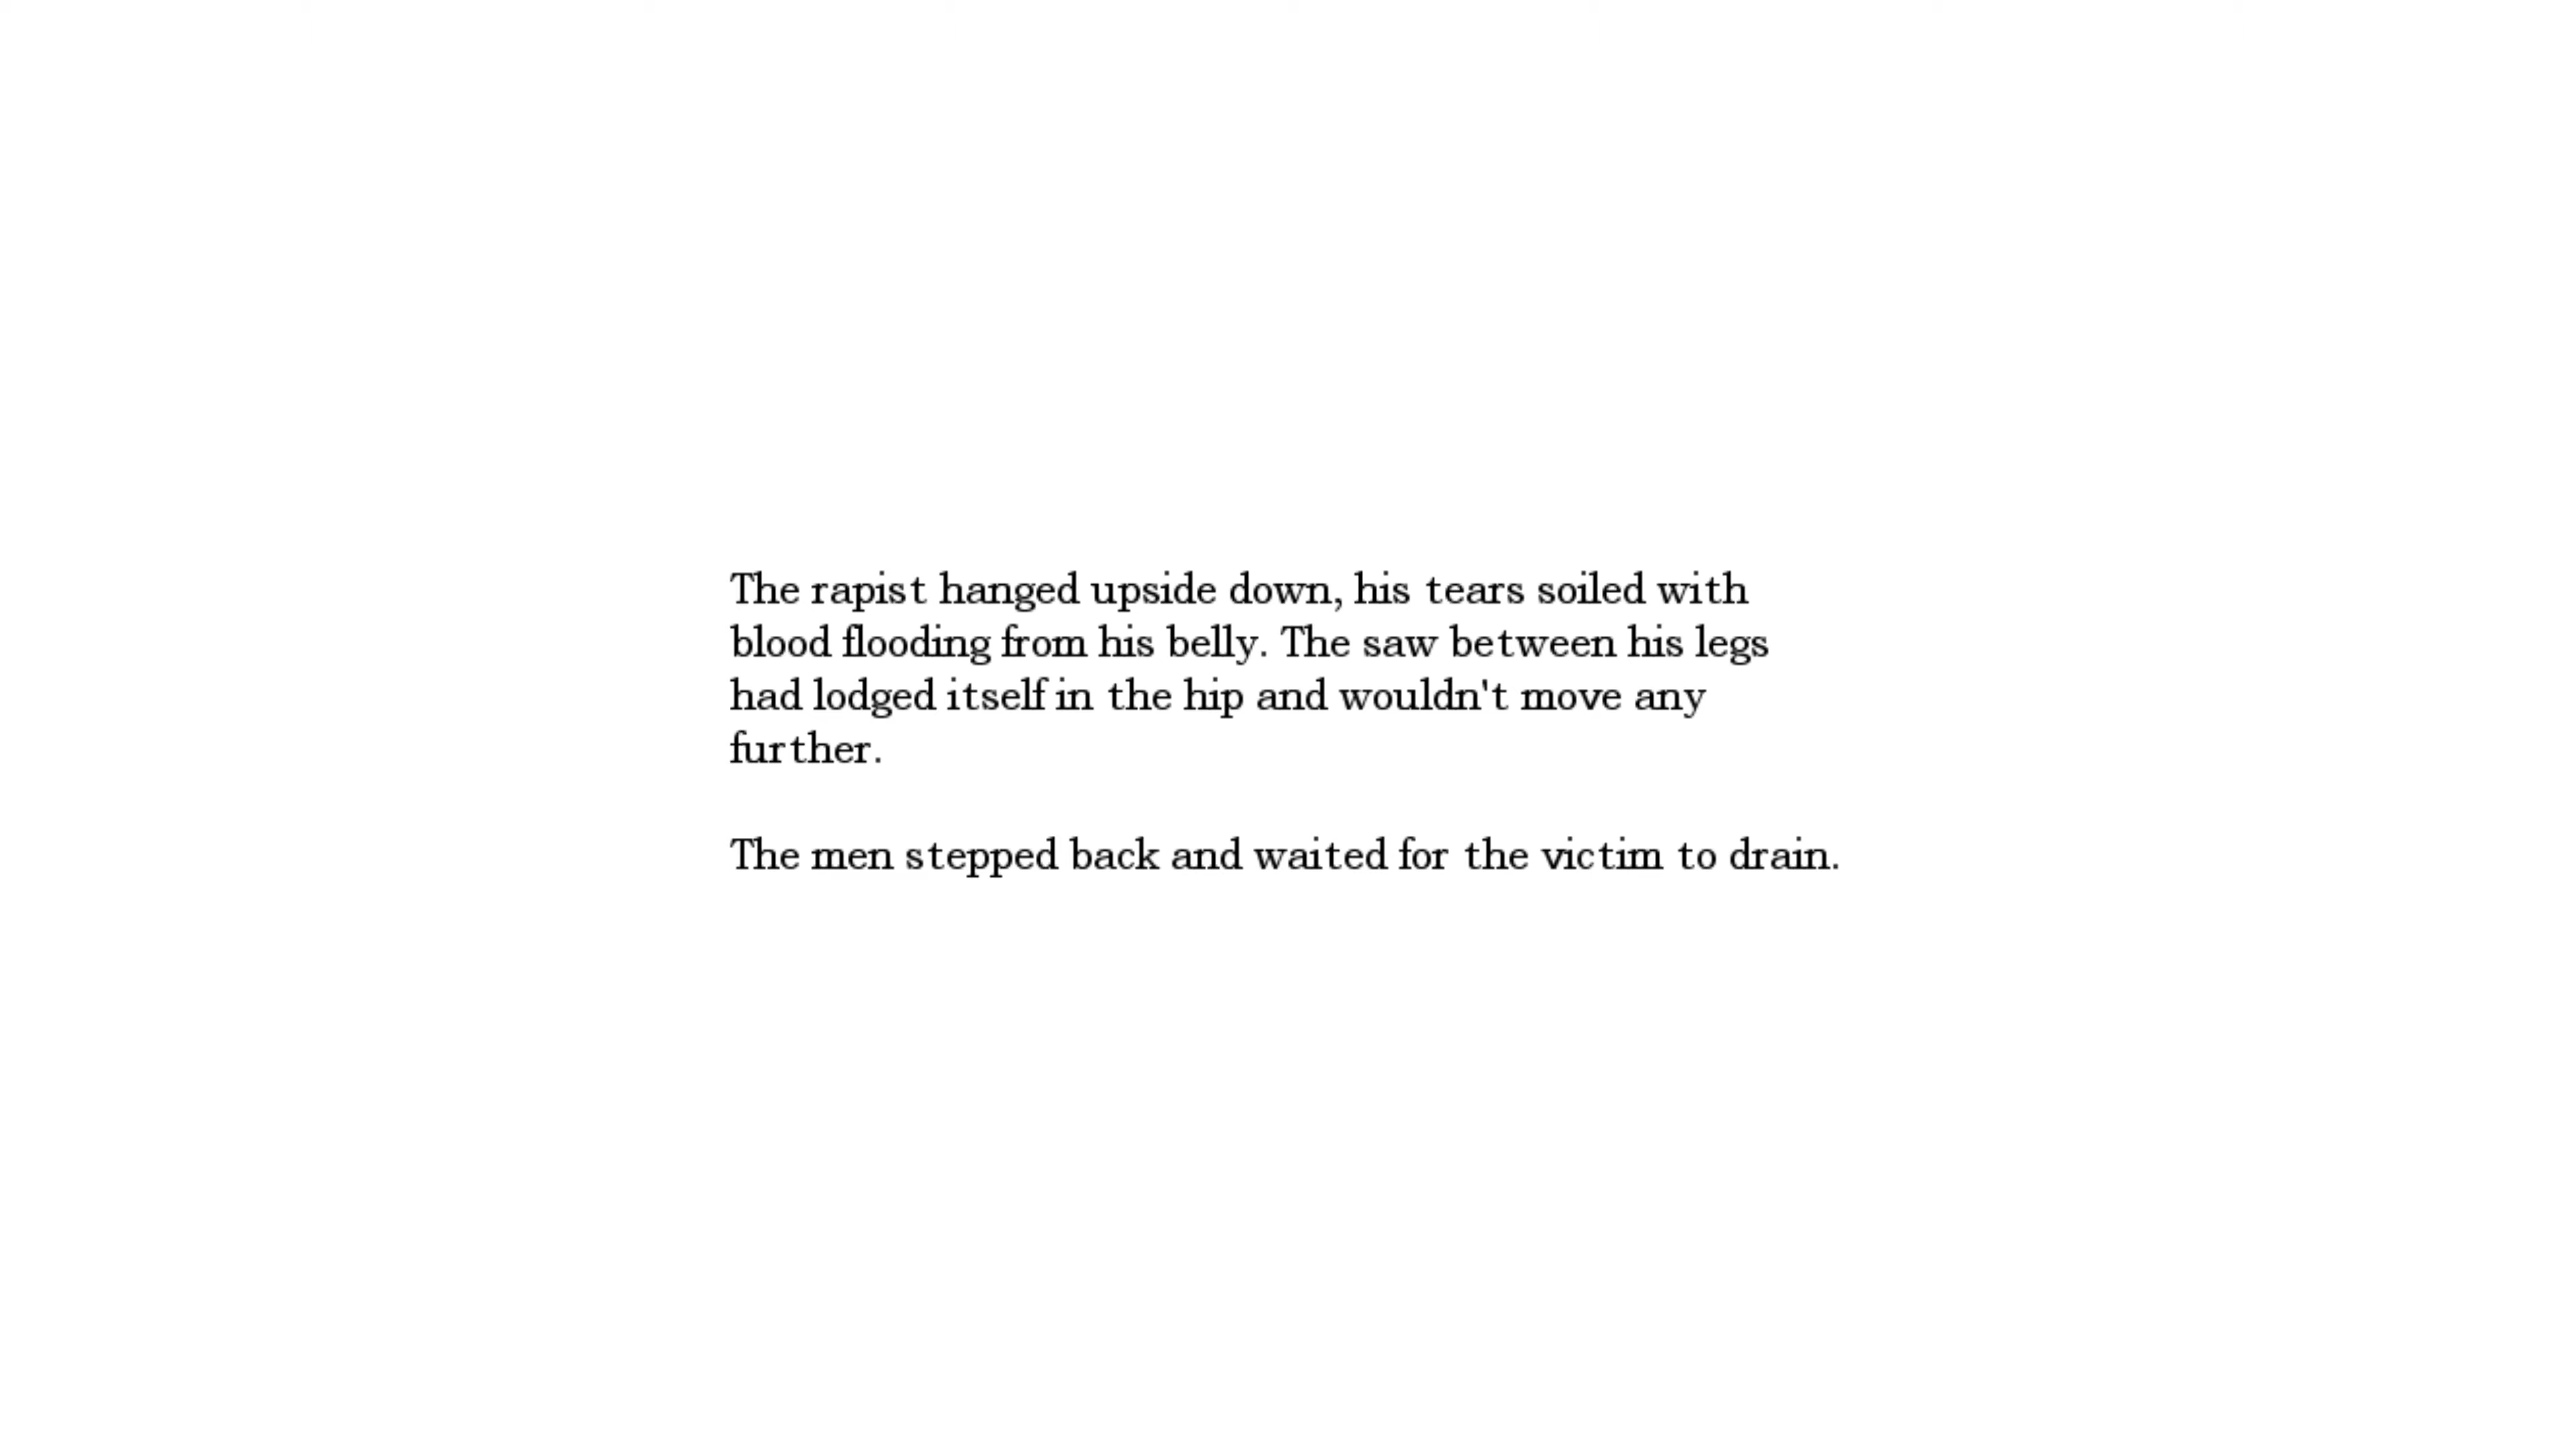 The rapist hanged upside down, his tears soiled with
blood flooding from his belly. The saw between his legs
had lodged itself in the hip and wouldn't move any
further.
The men stepped back and waited for the victim to drain.